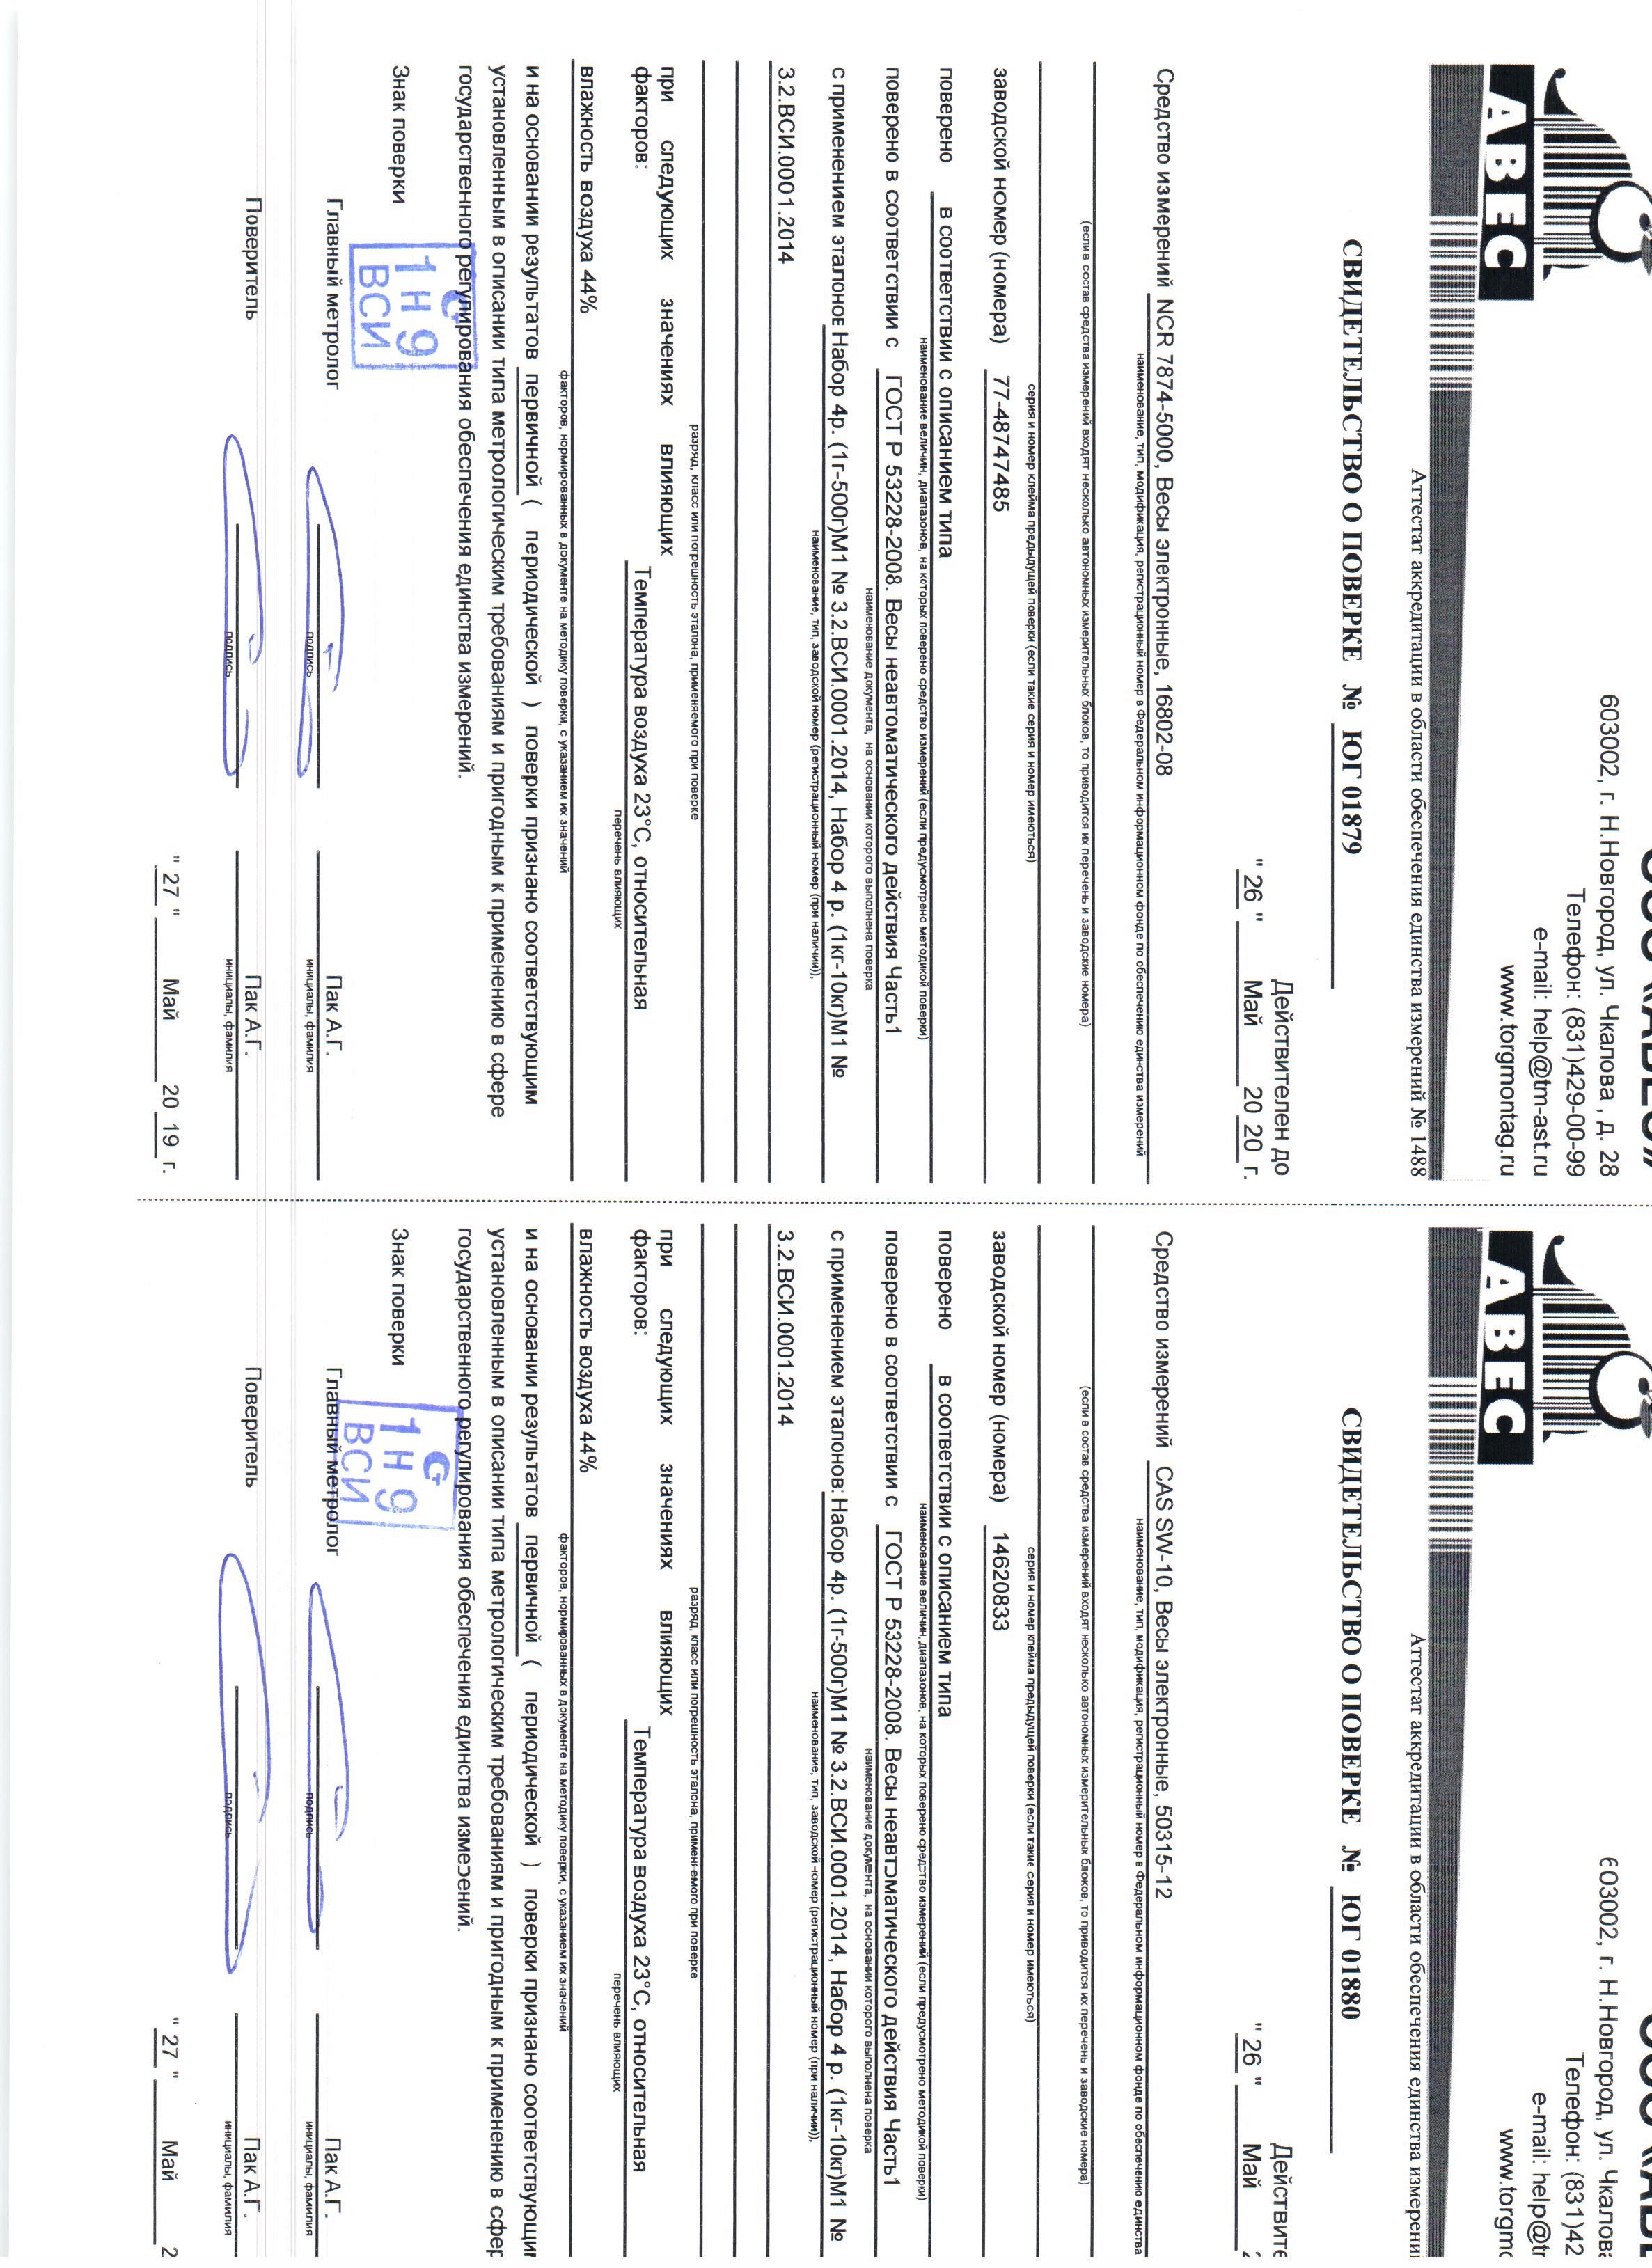 603002, г. Н.Новгород, ул. Чкалова , д. 28
Телефон: (831)429-00-99
e-mail: help@tm-ast.ru
www.torgmontag.ru
АВЕС
Аттестат аккредитации в области обеспечения единства измерений № 1488
СВИДЕТЕЛЬСТВО О ПОВЕРКЕ № ЮГ 01879
Действителен до
" 26 " Май 20 20 г.
Средство измерений NCR 7874-5000, Весы электронные, 16802-08
наименование, тип, модификация, регистрационный номер в Федеральном информационном фонде по обеспечению единства измерений
(если в состав средства измерений входят несколько автономных измерительных блоков, то приводится их перечень и заводские номера)
серия и номер клейма предыдущей поверки (если такие серия и номер имеються)
заводской номер (номера) 77-48747485
поверено в соответствии с описанием типа
наименование величин, диапазонов, на которых поверено средство измерений (если предусмотрено методикой поверки)
поверено в соответствии с ГОСТ Р 53228-2008. Весы неавтоматического действия Часть1
наименование документа, на основании которого выполнена поверка
с применением эталонов Набор 4р. (1г-500г)М1 № 3.2.ВСИ.0001.2014, Набор 4 р. (1кг-10кг)М1 №
наименование, тип, заводской номер (регистрационный номер (при наличии)),
3.2.ВСИ.0001.2014
разряд, класс или погрешность эталона, применяемого при поверке
при следующих значениях влияющих
факторов: Температура воздуха 23°С, относительная
перечень влияющих
влажность воздуха 44%
факторов, нормированных в документе на методику поверки, с указанием их значений
и на основании результатов первичной ( периодической ) поверки признано соответствующим
установленным в описании типа метрологическим требованиям и пригодным к применению в сфере
государственного регулирования обеспечения единства измерений.
Знак поверки
G
1 Н 9
ВСИ
Главный метролог Пак А.Г.
подпись инициалы, фамилия
Поверитель Пак А.Г.
подпись инициалы, фамилия
" 27 " Май 20 19 г.
603002, г. Н.Новгород, ул. Чкалова
Телефон: (831)42
e-mail: help@t
www.torgmo
АВЕС
Аттестат аккредитации в области обеспечения единства измерени
СВИДЕТЕЛЬСТВО О ПОВЕРКЕ № ЮГ 01880
Действите
" 26 " Май 2
Средство измерений CAS SW-10, Весы электронные, 50315-12
наименование, тип, модификация, регистрационный номер в Федеральном информационном фонде по обеспечению единства
(если в состав средства измерений входят несколько автономных измерительных блоков, то приводится их перечень и заводские номера)
серия и номер клейма предыдущей поверки (если такие серия и номер имеються)
заводской номер (номера) 14620833
поверено в соответствии с описанием типа
наименование величин, диапазонов, на которых поверено средство измерений (если предусмотрено методикой поверки)
поверено в соответствии с ГОСТ Р 53228-2008. Весы неавтоматического действия Часть1
наименование документа, на основании которого выполнена поверка
с применением эталонов: Набор 4р. (1г-500г)М1 № 3.2.ВСИ.0001.2014, Набор 4 р. (1кг-10кг)М1 №
наименование, тип, заводской номер (регистрационный номер (при наличии)),
3.2.ВСИ.0001.2014
разряд, класс или погрешность эталона, применяемого при поверке
при следующих значениях влияющих
факторов: Температура воздуха 23°С, относительная
перечень влияющих
влажность воздуха 44%
факторов, нормированных в документе на методику поверки, с указанием их значений
и на основании результатов первичной ( периодической ) поверки признано соответствующи
установленным в описании типа метрологическим требованиям и пригодным к применению в сфер
государственного регулирования обеспечения единства измерений.
Знак поверки
G
1 Н 9
ВСИ
Главный метролог Пак А.Г.
подпись инициалы, фамилия
Поверитель Пак А.Г.
подпись инициалы, фамилия
" 27 " Май 2